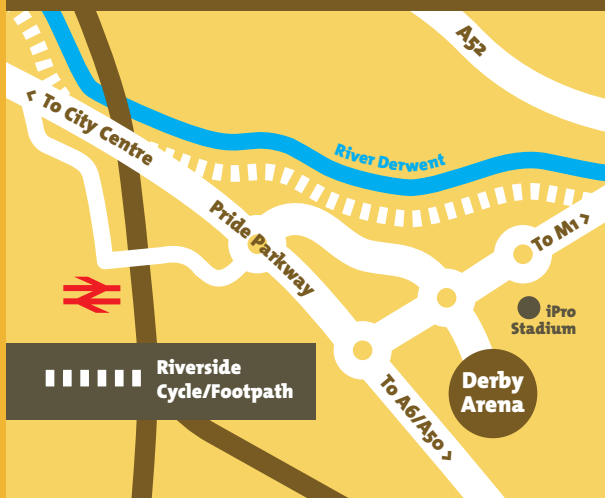 A52
< To City Centre
River Derwent
Pride Parkway
To M1 >
iPro
Stadium
Riverside
Cycle/Footpath
Derby
Arena
To A6/A50 >